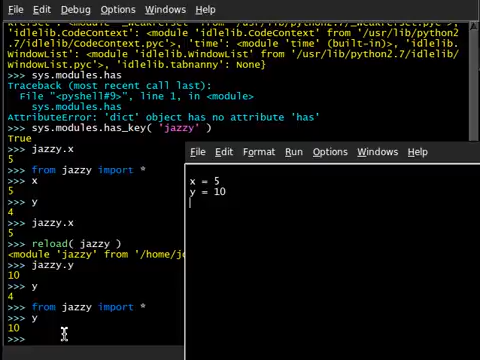 File Edit Debug Options Windows Help
'idlelib.CodeContext': <module 'idlelib.CodeContext' from '/usr/lib/python2
.7/idlelib/CodeContext.pyc'>, 'time': <module 'time' (built-in)>, 'idlelib.
WindowList': <module 'idlelib.WindowList' from '/usr/lib/python2.7/idlelib/
WindowList.pyc'>, 'idlelib.tabnanny': None}
>>> sys.modules.has
Traceback (most recent call last):
File "<pyshell#9>", line 1, in <module>
sys.modules.has
AttributeError: 'dict' object has no attribute 'has'
>>> sys.modules.has_key( 'jazzy' )
True
>>> jazzy.x
5
>>> from jazzy import *
>>> x
5
>>> y
4
>>> jazzy.x
5
>>> reload( jazzy )
<module 'jazzy' from '/home/jo
>>> jazzy.y
10
>>> y
4
>>> from jazzy import *
>>> y
10
>>>
File Edit Format Run Options Windows Help
x = 5
y = 10